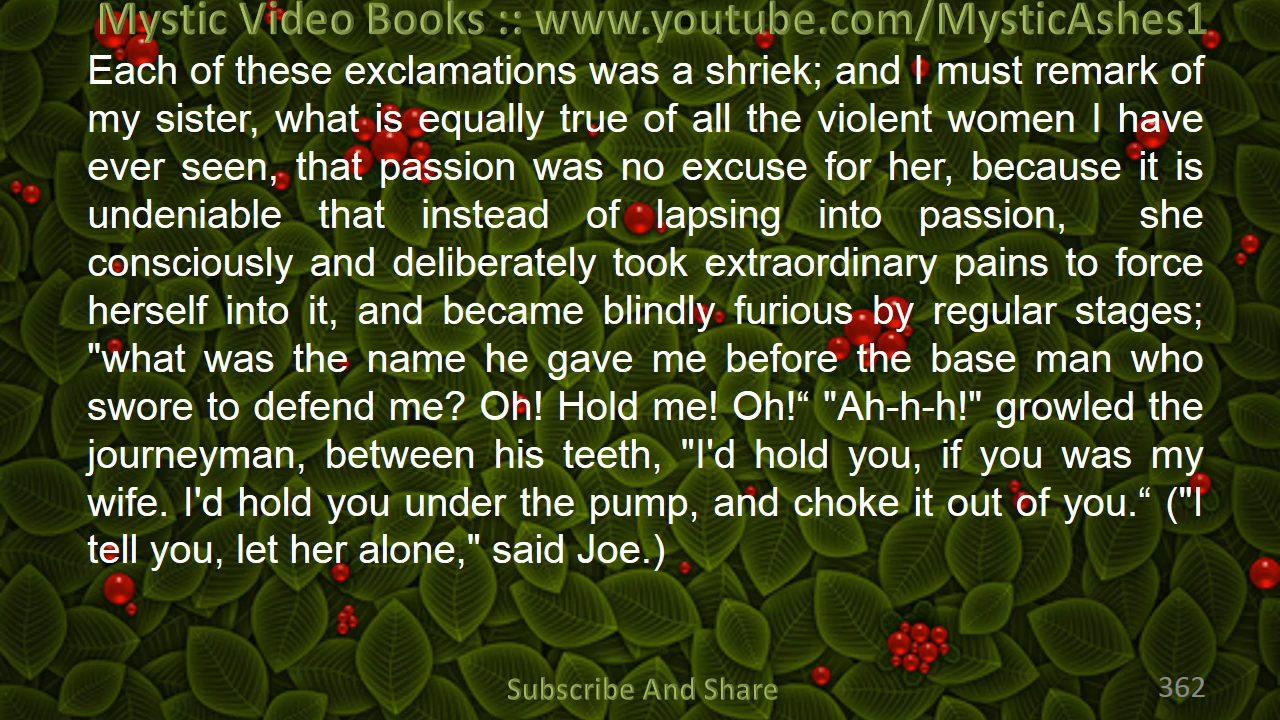 Mystic Video Books :: www.youtube.com/MysticAshes1
Each of these exclamations was a shriek; and I must remark of
my sister, what is equally true of all the violent women I have
ever seen, that passion was no excuse for her, because it is
undeniable that instead of lapsing into passion, she
consciously and deliberately took extraordinary pains to force
herself into it, and became blindly furious by regular stages;
"what was the name he gave me before the base man who
swore to defend me? Oh! Hold me! Oh!“ "Ah-h-h!" growled the
journeyman, between his teeth, "I'd hold you, if you was my
wife. I'd hold you under the pump, and choke it out of you.“ ("I
tell you, let her alone," said Joe.)
Subscribe And Share
362